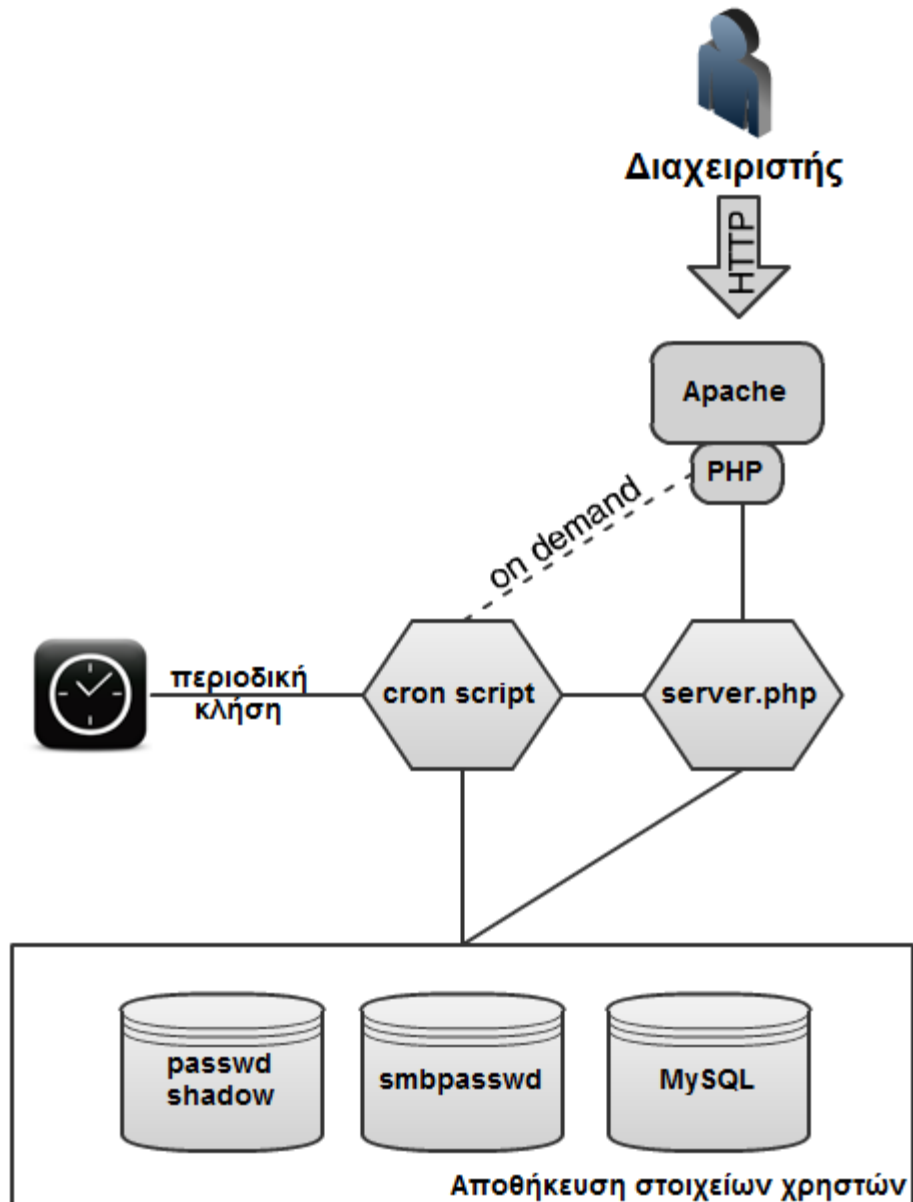 Διαχειριστής
HTTP
Apache
PHP
on demand
περιοδική
κλήση
cron script
server.php
passwd
shadow
smbpasswd
MySQL
Αποθήκευση στοιχείων χρηστών